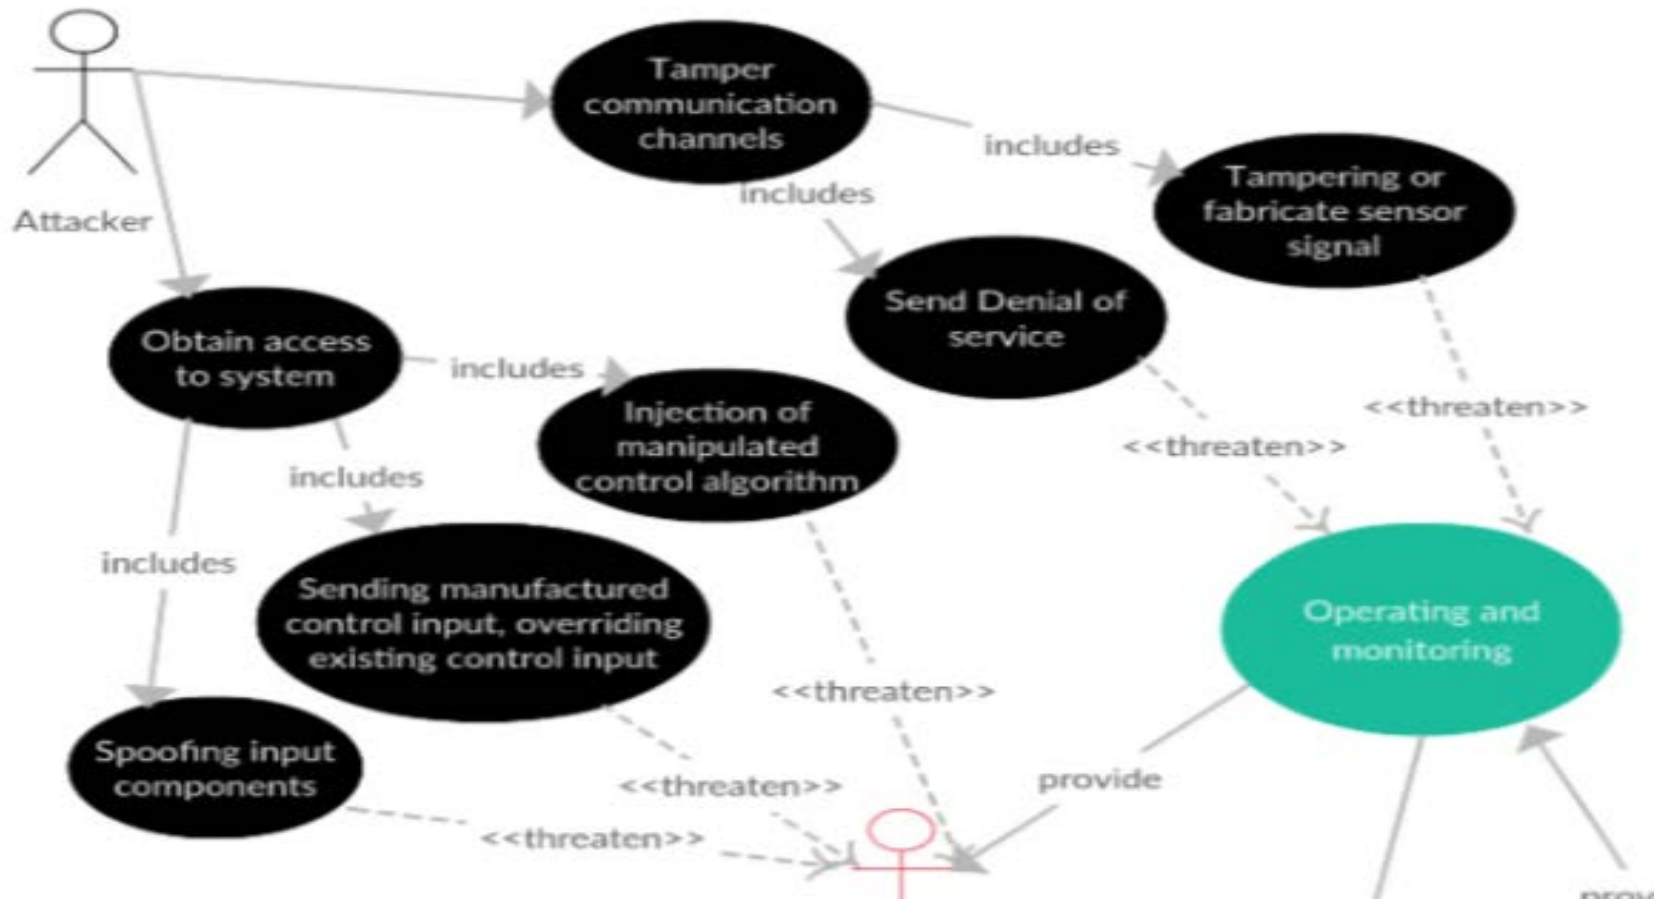 Tamper
communication
channels
includes
Tampering or
fabricate sensor
signal
includes
Attacker
Send Denial of
service
Obtain access
to system
includes
Injection of
manipulated
control algorithm
<<threaten>>
<<threaten>>
includes
includes
Sending manufactured
control input, overriding
existing control input
Operating and
monitoring
<<threaten>>
Spoofing input
components
<<threaten>>
provide
<<threaten>>